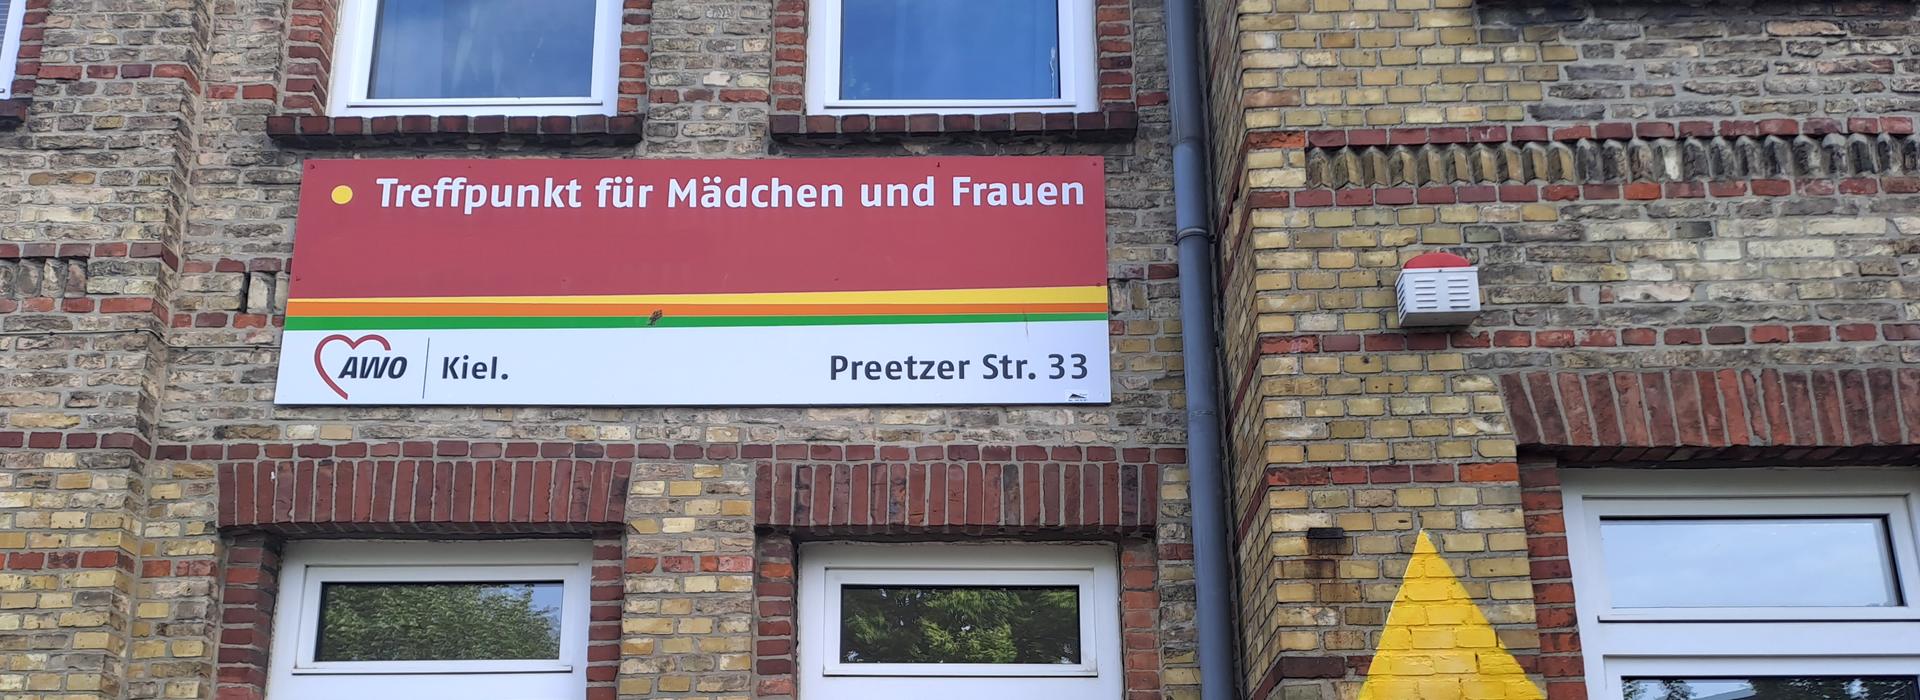 Treffpunkt für Mädchen und Frauen
AWO Kiel.
Preetzer Str. 33